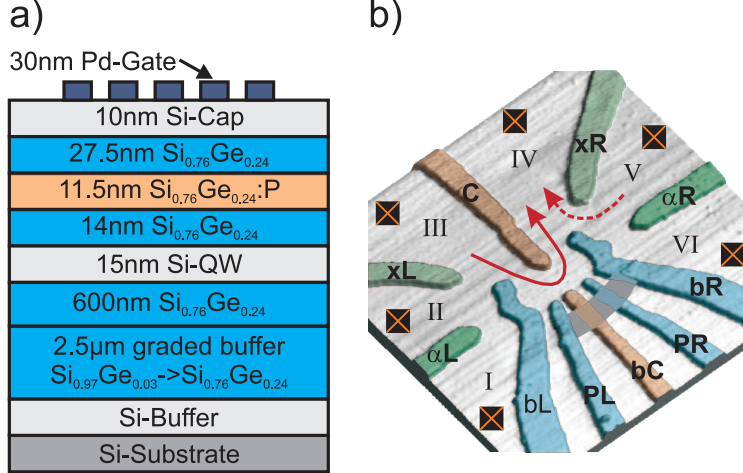 a)
30nm Pd-Gate
10nm Si-Cap
27.5nm Si0.76Ge0.24
11.5nm Si0.76Ge0.24:P
14nm Si0.76Ge0.24
15nm Si-QW
600nm Si0.76Ge0.24
2.5µm graded buffer
Si0.97Ge0.03->Si0.76Ge0.24
Si-Buffer
Si-Substrate
b)
IV
xR
V
C
αR
III
VI
xL
bR
II
αL
PR
I
bC
bL
PL